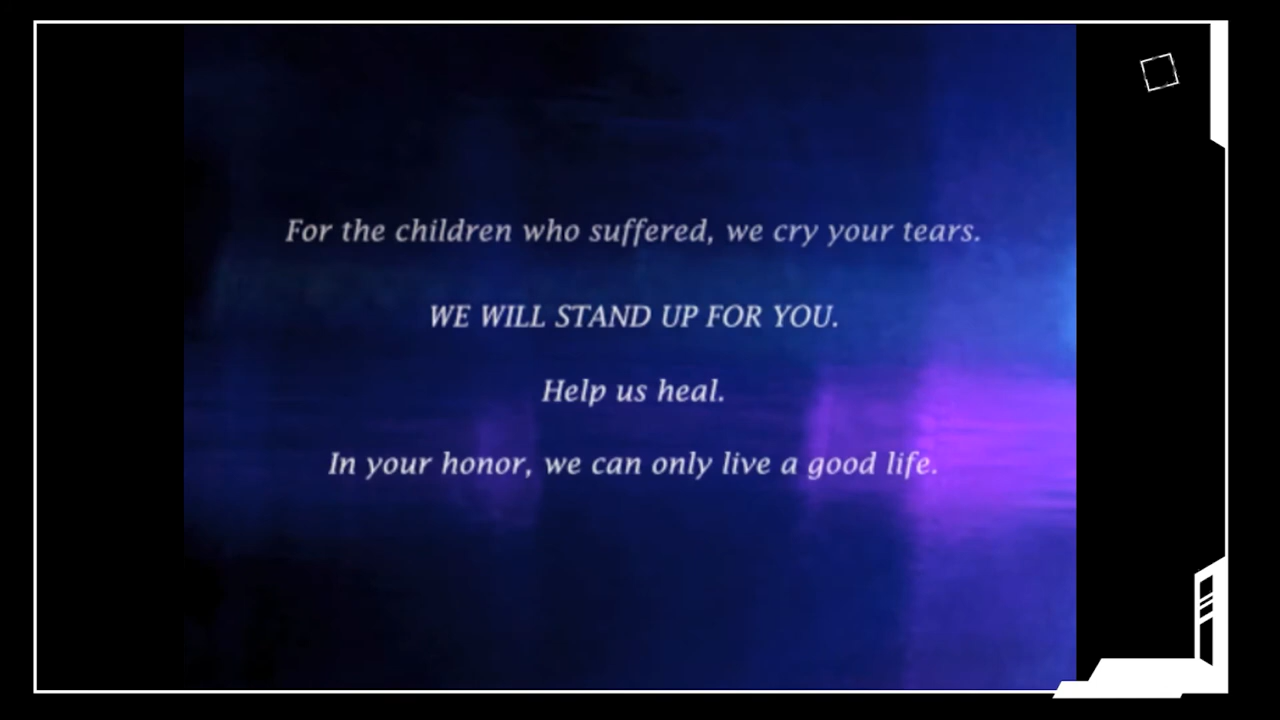 For the children who suffered, we cry your tears.
WE WILL STAND UP FOR YOU.
Help us heal.
In your honor, we can only live a good life.